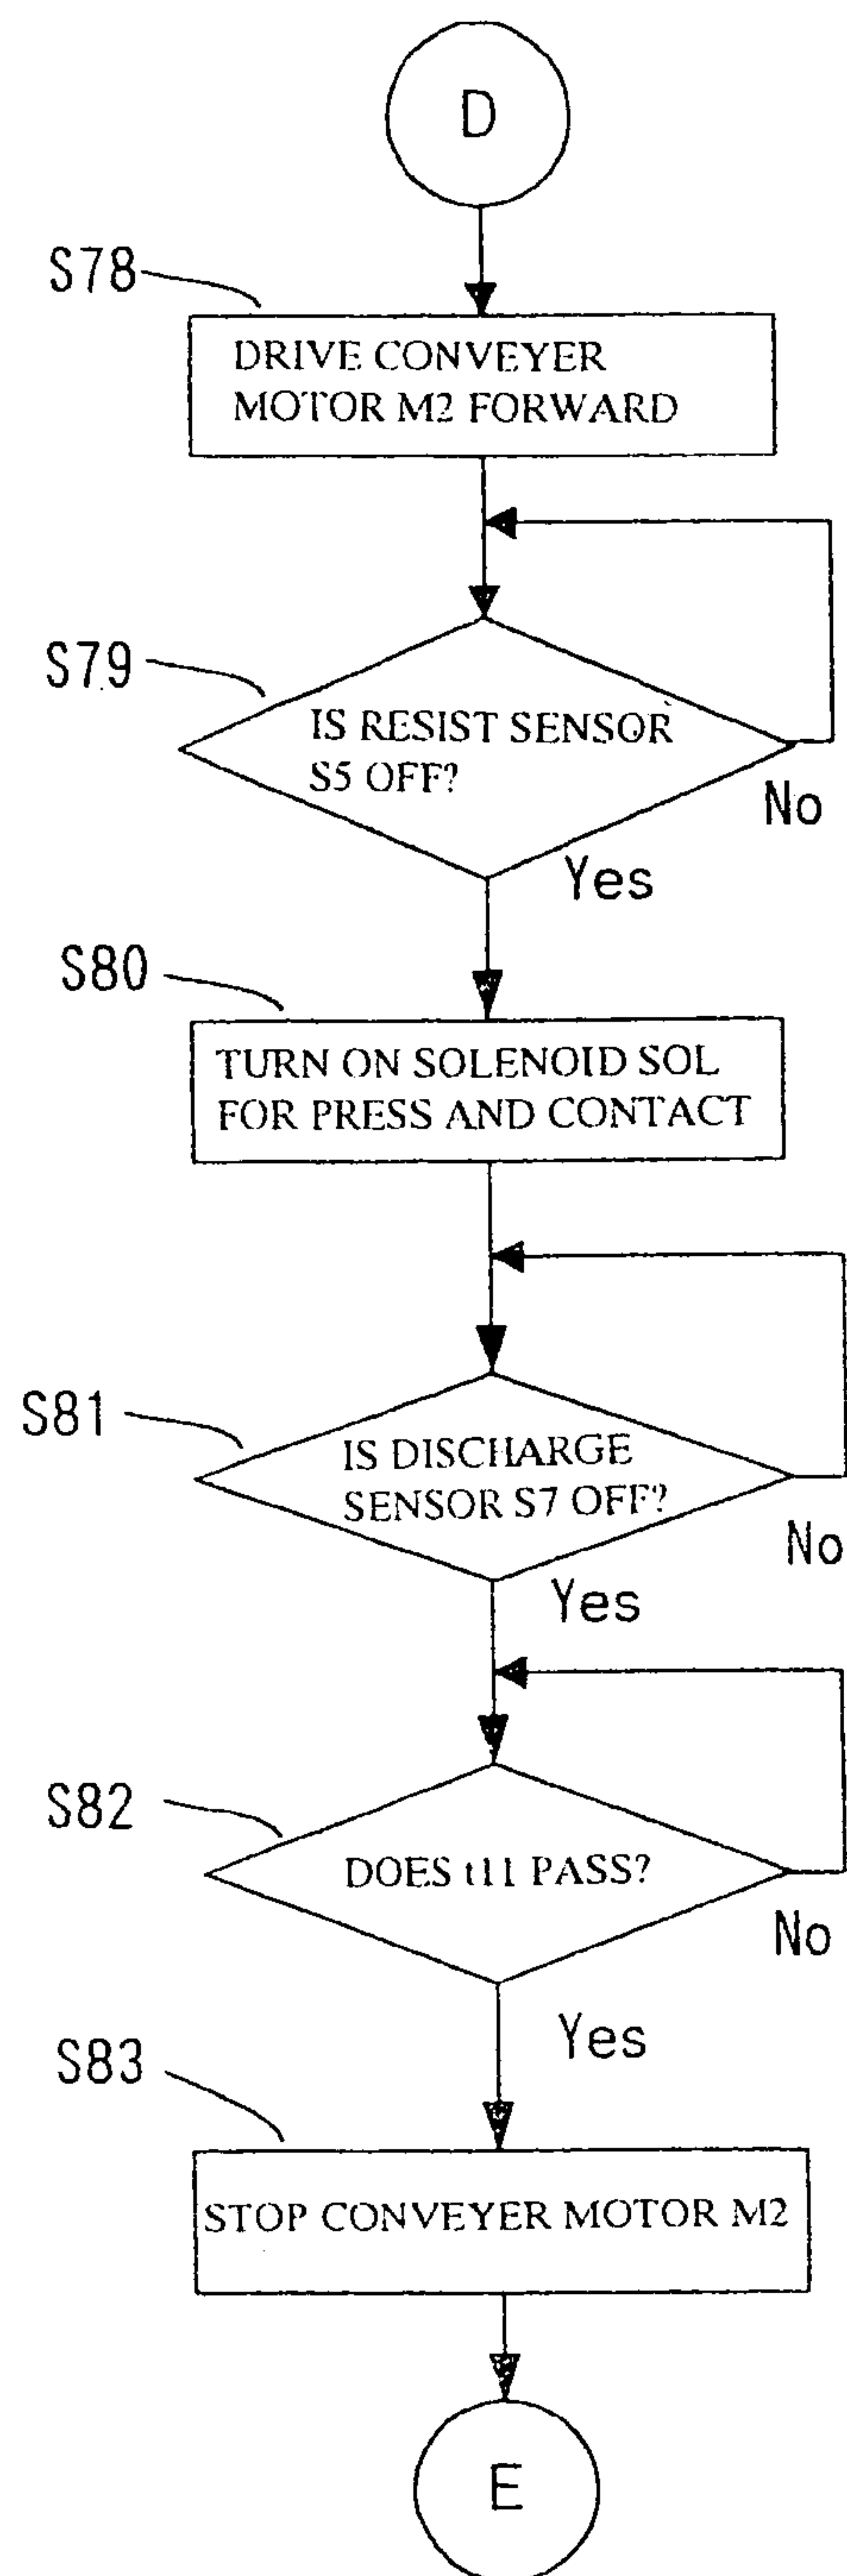 D
S78
DRIVE CONVEYER
MOTOR M2 FORWARD
S79
IS RESIST SENSOR
S5 OFF?
No
Yes
S80
TURN ON SOLENOID SOL
FOR PRESS AND CONTACT
S81
IS DISCHARGE
SENSOR S7 OFF?
No
Yes
S82
DOES t11 PASS?
No
Yes
S83
STOP CONVEYER MOTOR M2
E